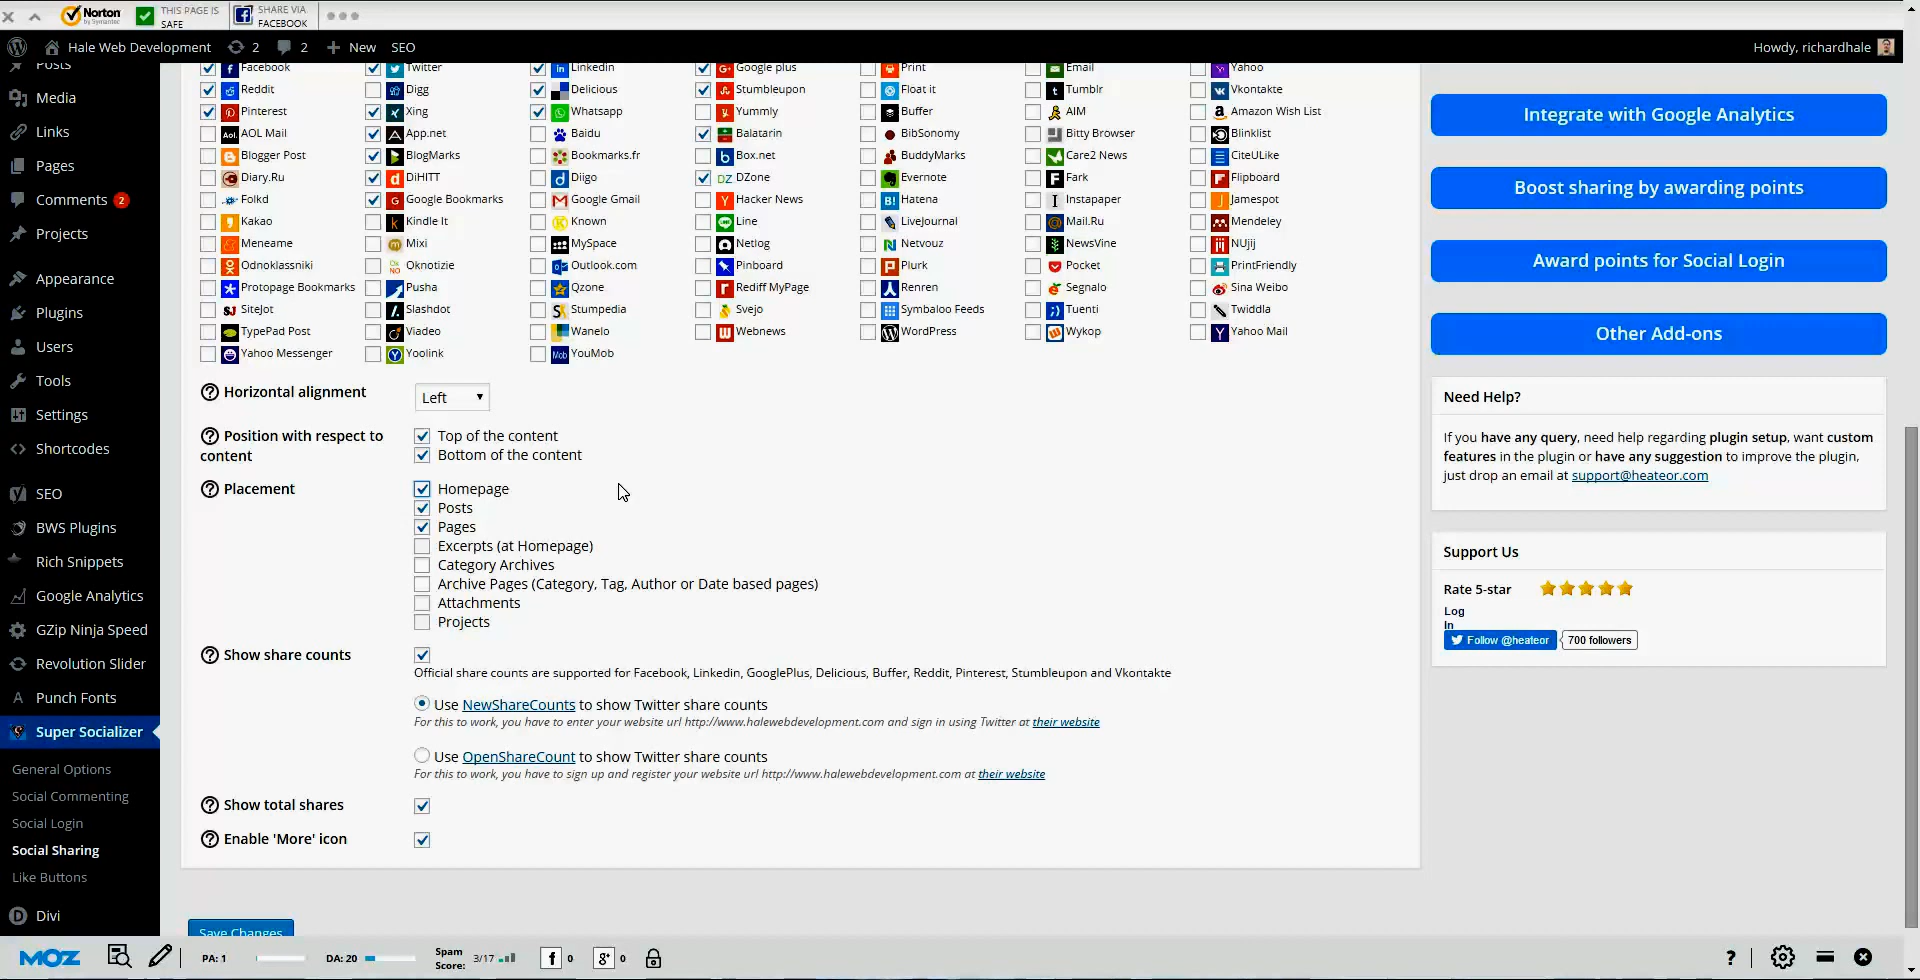 Norton
by Symantec
THIS PAGE IS
SAFE
SHARE VIA
FACEBOOK
Hale Web Development 2 2 New SEO
Howdy, richardhale
Posts
Media
Links
Pages
Comments 2
Projects
Appearance
Plugins
Users
Tools
Settings
Shortcodes
SEO
BWS Plugins
Rich Snippets
Google Analytics
GZip Ninja Speed
Revolution Slider
Punch Fonts
Super Socializer
General Options
Social Commenting
Social Login
Social Sharing
Like Buttons
Divi
Facebook Twitter Linkedin Google plus Print Email Yahoo
Reddit Digg Delicious Stumbleupon Float it Tumblr Vkontakte
Pinterest Xing Whatsapp Yummly Buffer AIM Amazon Wish List
AOL Mail App.net Baidu Balatarin BibSonomy Bitty Browser Blinklist
Blogger Post BlogMarks Bookmarks.fr Box.net BuddyMarks Care2 News CiteULike
Diary.Ru DiHITT Diigo DZone Evernote Fark Flipboard
Folkd Google Bookmarks Google Gmail Hacker News Hatena Instapaper Jamespot
Kakao Kindle It Known Line LiveJournal Mail.Ru Mendeley
Meneame Mixi MySpace Netlog Netvouz NewsVine NUjij
Odnoklassniki Oknotizie Outlook.com Pinboard Plurk Pocket PrintFriendly
Protopage Bookmarks Pusha Qzone Rediff MyPage Renren Segnalo Sina Weibo
SiteJot Slashdot Stumpedia Svejo Symbaloo Feeds Tuenti Twiddla
TypePad Post Viadeo Wanelo Webnews WordPress Wykop Yahoo Mail
Yahoo Messenger Yoolink YouMob
Horizontal alignment Left
Position with respect to
content
Top of the content
Bottom of the content
Placement
Homepage
Posts
Pages
Excerpts (at Homepage)
Category Archives
Archive Pages (Category, Tag, Author or Date based pages)
Attachments
Projects
Show share counts
Official share counts are supported for Facebook, Linkedin, GooglePlus, Delicious, Buffer, Reddit, Pinterest, Stumbleupon and Vkontakte
Use NewShareCounts to show Twitter share counts
For this to work, you have to enter your website url http://www.halewebdevelopment.com and sign in using Twitter at their website
Use OpenShareCount to show Twitter share counts
For this to work, you have to sign up and register your website url http://www.halewebdevelopment.com at their website
Show total shares
Enable 'More' icon
Save Changes
Integrate with Google Analytics
Boost sharing by awarding points
Award points for Social Login
Other Add-ons
Need Help?
If you have any query, need help regarding plugin setup, want custom
features in the plugin or have any suggestion to improve the plugin,
just drop an email at support@heateor.com
Support Us
Rate 5-star
Log
In
Follow @heateor 700 followers
MOZ PA: 1 DA: 20 Spam
Score: 3/17 f 0 g+ 0 ?